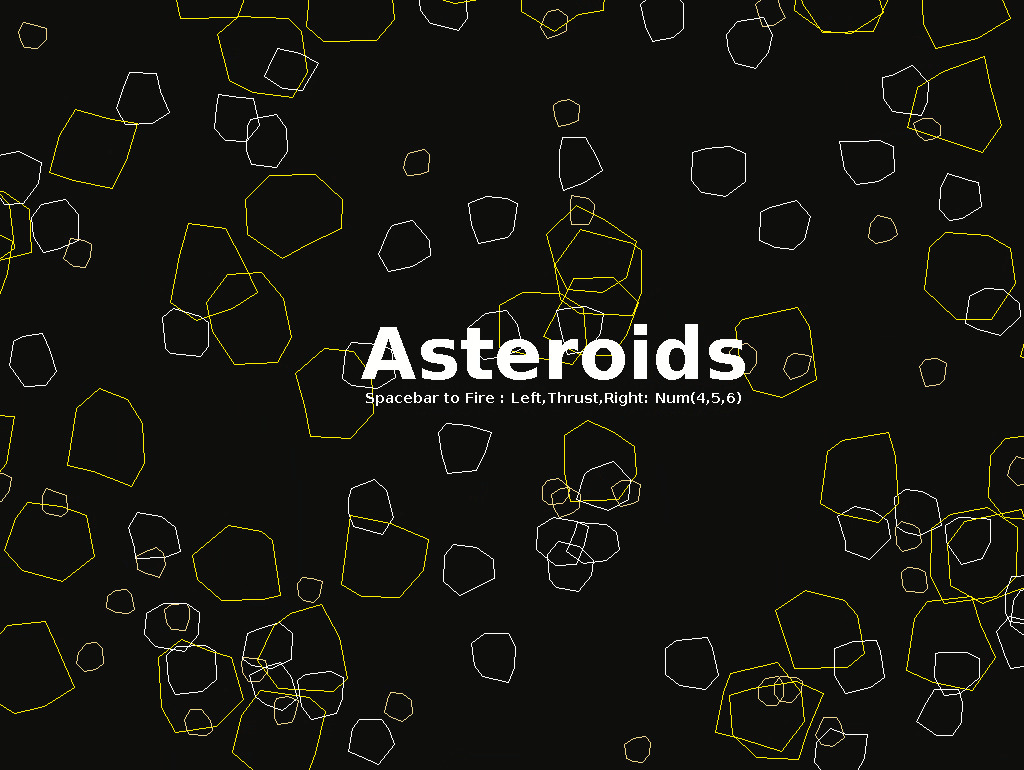 Asteroids
Spacebar to Fire : Left,Thrust,Right: Num(4,5,6)